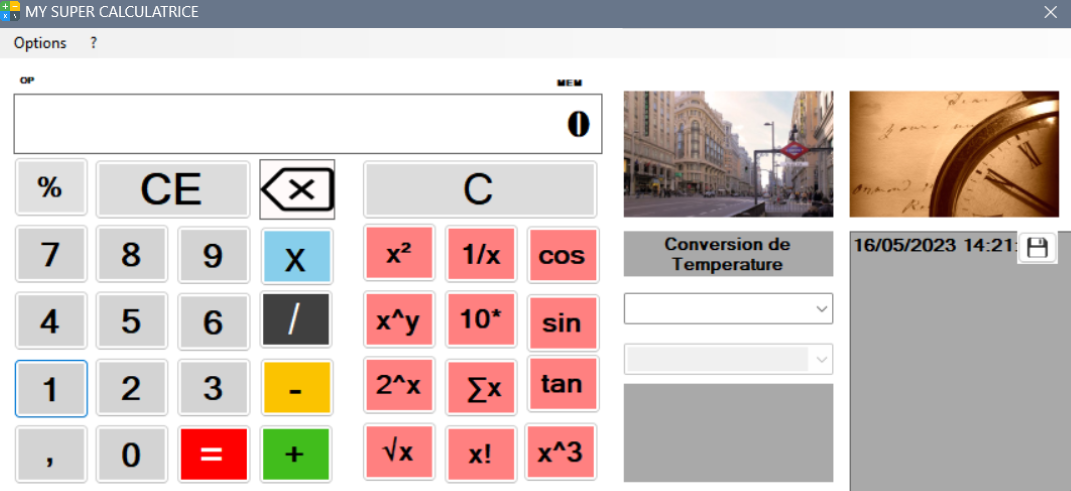 MY SUPER CALCULATRICE
Options ?
OP
MEM
0
% CE C
7 8 9 X x² 1/x cos
4 5 6 / x^y 10* sin
1 2 3 - 2^x ∑x tan
, 0 = + √x x! x^3
Conversion de
Temperature
16/05/2023 14:21: